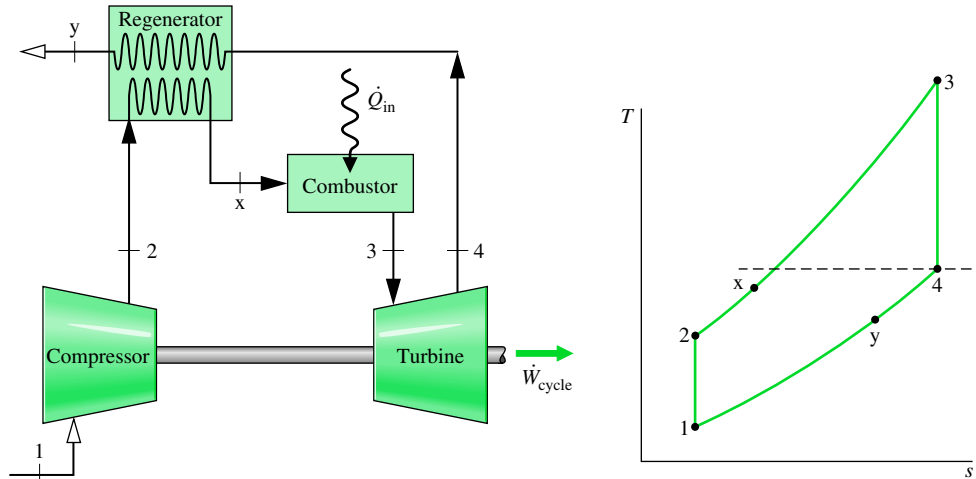 y
Regenerator
Q̇in
x
Combustor
2
3
4
Compressor
Turbine
Ẇcycle
1
T
3
x
4
2
y
1
s